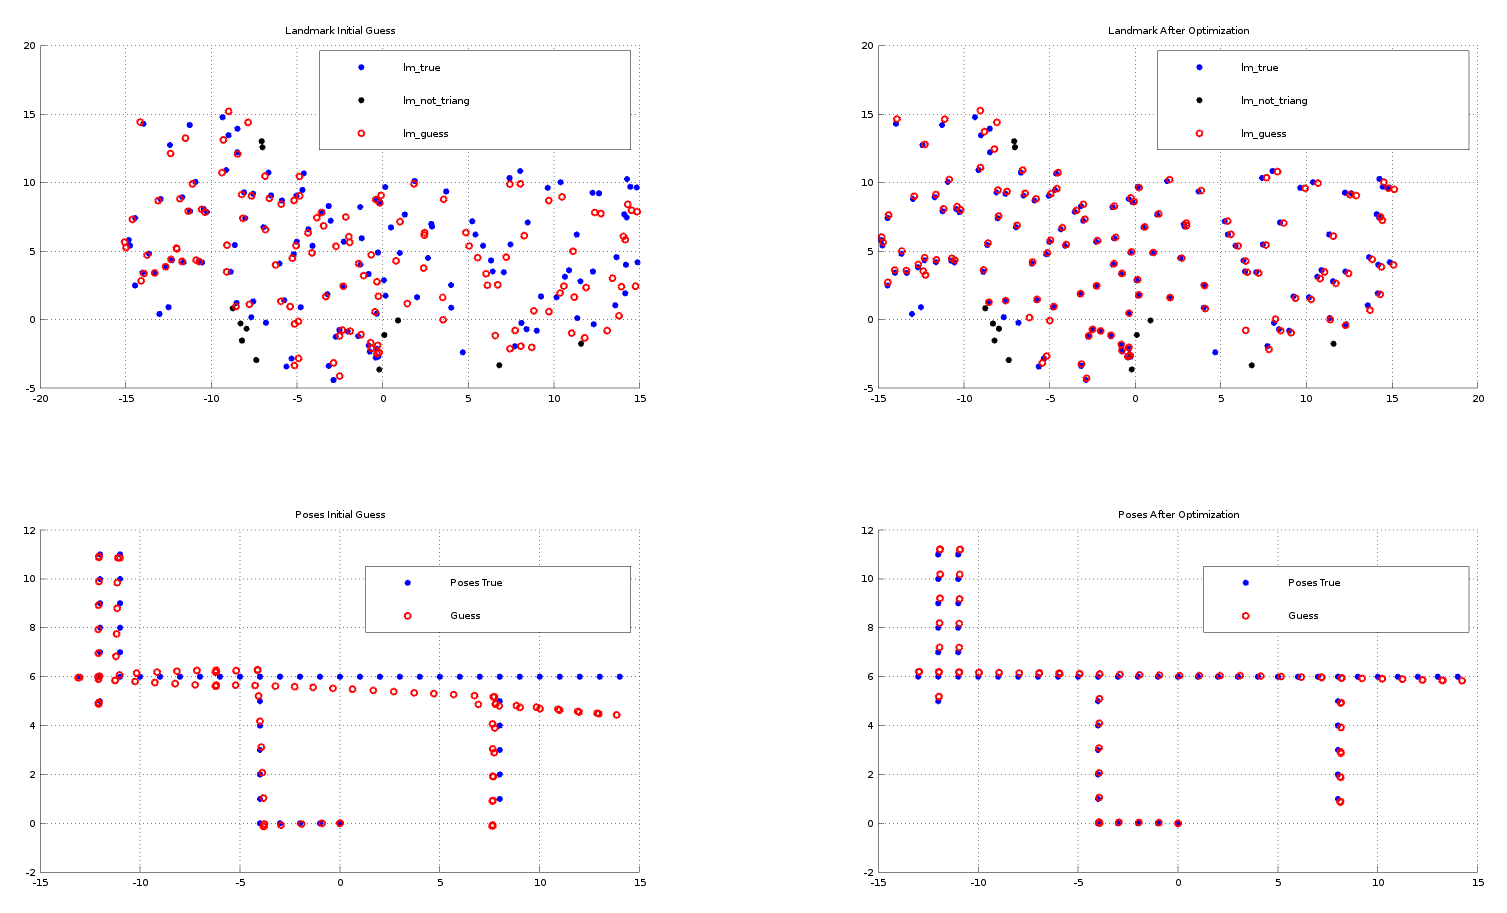 Landmark Initial Guess
20
15
10
5
0
-5
-20 -15 -10 -5 0 5 10 15
lm_true
lm_not_triang
lm_guess
Landmark After Optimization
20
15
10
5
0
-5
-15 -10 -5 0 5 10 15 20
lm_true
lm_not_triang
lm_guess
Poses Initial Guess
12
10
8
6
4
2
0
-2
-15 -10 -5 0 5 10 15
Poses True
Guess
Poses After Optimization
12
10
8
6
4
2
0
-2
-15 -10 -5 0 5 10 15
Poses True
Guess